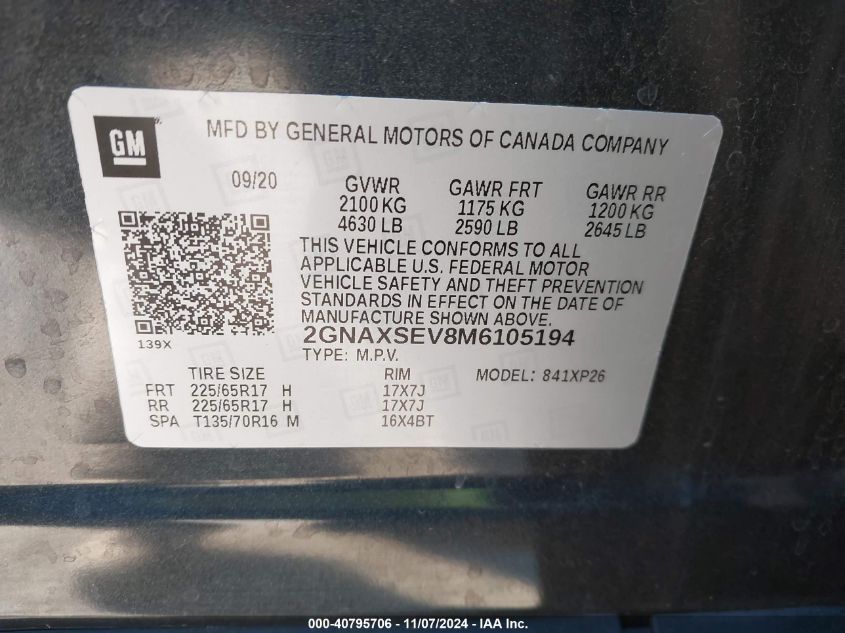 GM
MFD BY GENERAL MOTORS OF CANADA COMPANY
09/20 GVWR GAWR FRT GAWR RR
2100 KG 1175 KG 1200 KG
4630 LB 2590 LB 2645 LB
THIS VEHICLE CONFORMS TO ALL
APPLICABLE U.S. FEDERAL MOTOR
VEHICLE SAFETY AND THEFT PREVENTION
STANDARDS IN EFFECT ON THE DATE OF
MANUFACTURE SHOWN ABOVE.
139X
2GNAXSEV8M6105194
TYPE: M.P.V.
TIRE SIZE RIM MODEL: 841XP26
FRT 225/65R17 H 17X7J
RR 225/65R17 H 17X7J
SPA T135/70R16 M 16X4BT
000-40795706 - 11/07/2024 - IAA Inc.